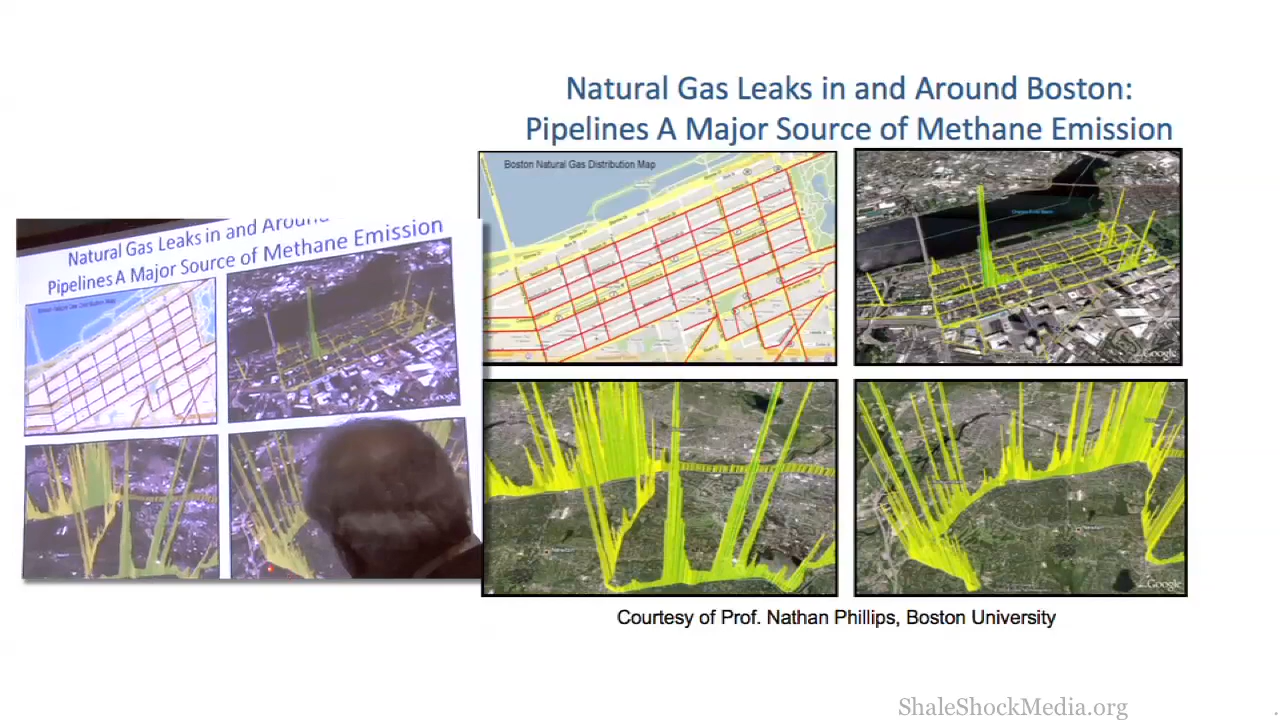 Natural Gas Leaks in and Around Boston:
Pipelines A Major Source of Methane Emission
Boston Natural Gas Distribution Map
Natural Gas Leaks in and Around
Pipelines A Major Source of Methane Emission
Google
Google
Courtesy of Prof. Nathan Phillips, Boston University
ShaleShockMedia.org